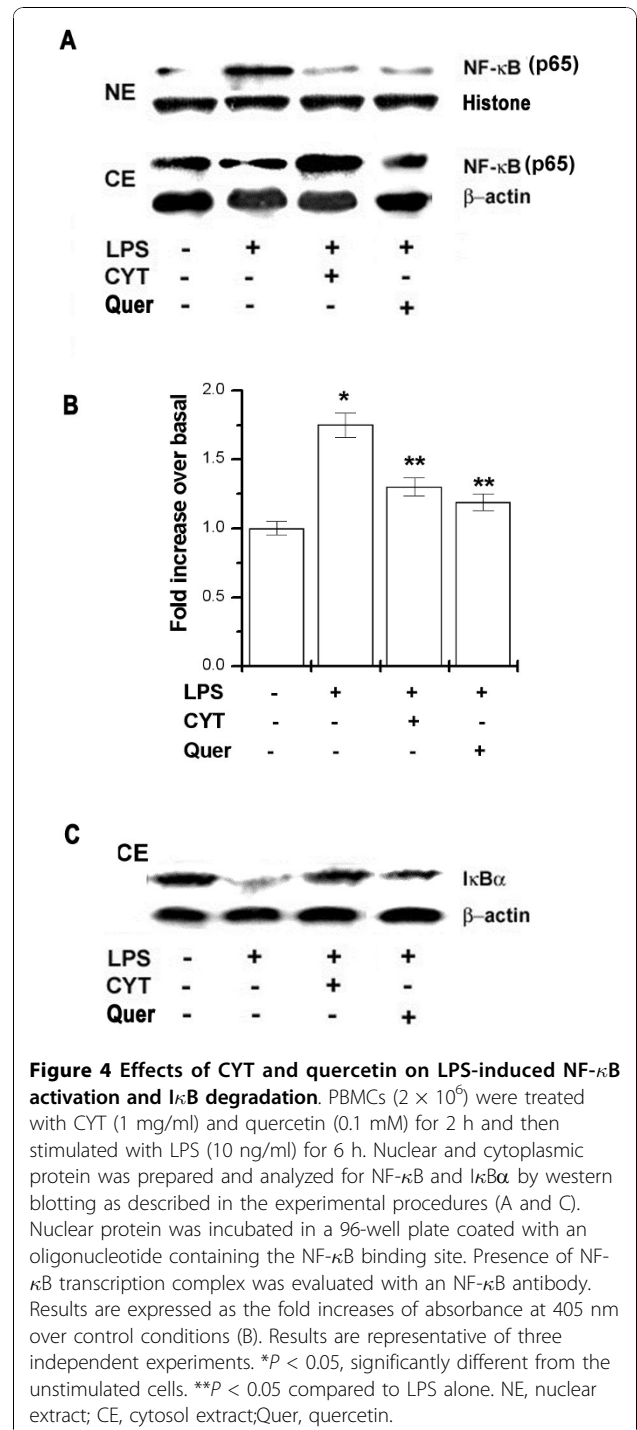 A
NF-κB (p65)
NE
Histone
NF-κB (p65)
CE
β–actin
LPS - + + +
CYT - - + -
Quer - - - +
B
Fold increase over basal
2.0
1.5
1.0
0.5
0.0
*
**
**
LPS - + + +
CYT - - + -
Quer - - - +
C
CE
IκBα
β–actin
LPS - + + +
CYT - - + -
Quer - - - +
Figure 4 Effects of CYT and quercetin on LPS-induced NF-κB
activation and IκB degradation. PBMCs (2 × 10⁶) were treated
with CYT (1 mg/ml) and quercetin (0.1 mM) for 2 h and then
stimulated with LPS (10 ng/ml) for 6 h. Nuclear and cytoplasmic
protein was prepared and analyzed for NF-κB and IκBα by western
blotting as described in the experimental procedures (A and C).
Nuclear protein was incubated in a 96-well plate coated with an
oligonucleotide containing the NF-κB binding site. Presence of NF-
κB transcription complex was evaluated with an NF-κB antibody.
Results are expressed as the fold increases of absorbance at 405 nm
over control conditions (B). Results are representative of three
independent experiments. *P < 0.05, significantly different from the
unstimulated cells. **P < 0.05 compared to LPS alone. NE, nuclear
extract; CE, cytosol extract;Quer, quercetin.